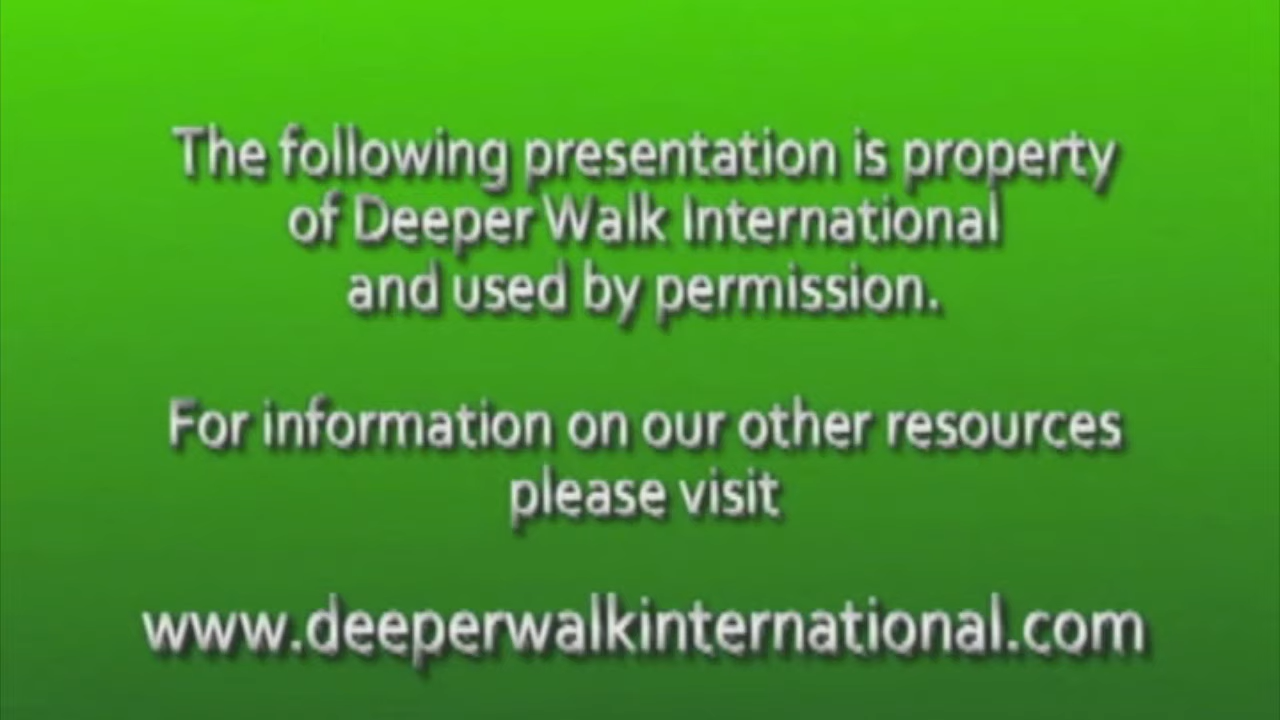 The following presentation is property
of Deeper Walk International
and used by permission.
For information on our other resources
please visit
www.deeperwalkinternational.com